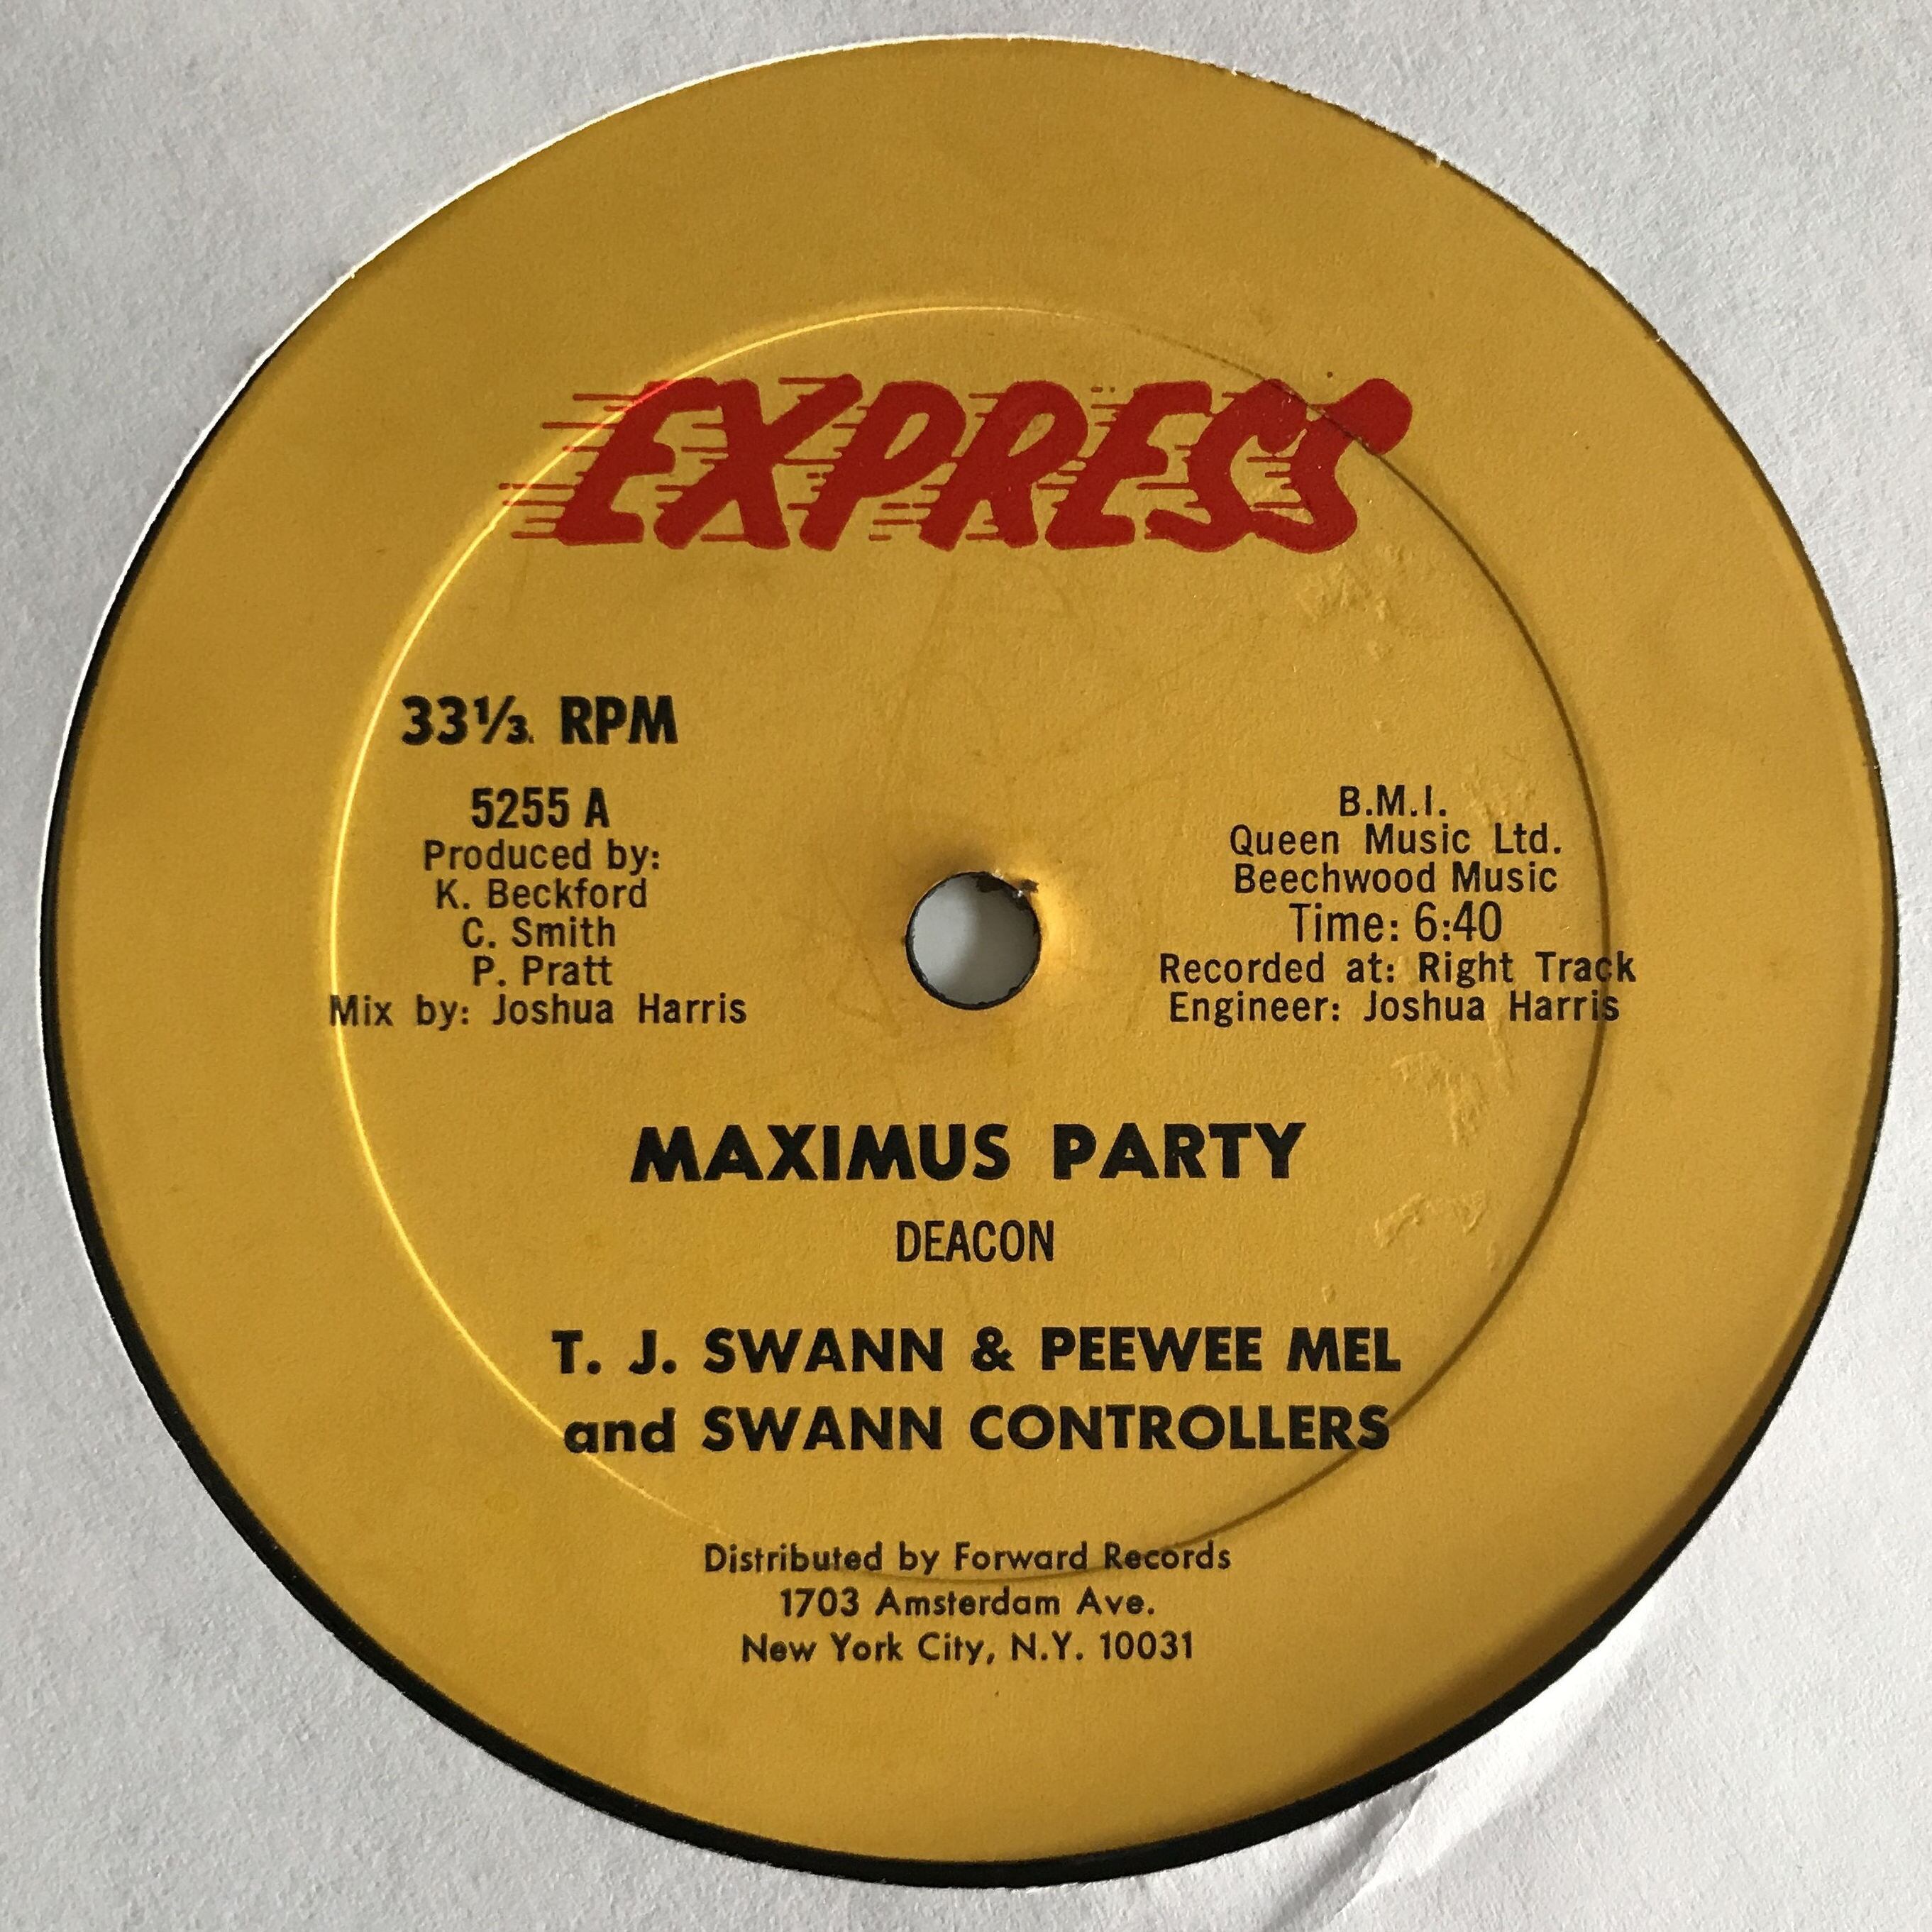 EXPRESS
33⅓ RPM
5255 A
Produced by:
K. Beckford
C. Smith
P. Pratt
Mix by: Joshua Harris
B.M.I.
Queen Music Ltd.
Beechwood Music
Time: 6:40
Recorded at: Right Track
Engineer: Joshua Harris
MAXIMUS PARTY
DEACON
T. J. SWANN & PEEWEE MEL
and SWANN CONTROLLERS
Distributed by Forward Records
1703 Amsterdam Ave.
New York City, N.Y. 10031